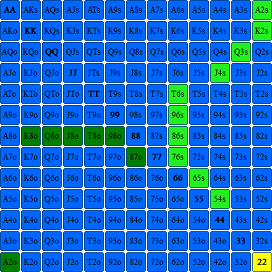 AA AKs AQs AJs ATs A9s A8s A7s A6s A5s A4s A3s A2s
AKo KK KQs KJs KTs K9s K8s K7s K6s K5s K4s K3s K2s
AQo KQo QQ QJs QTs Q9s Q8s Q7s Q6s Q5s Q4s Q3s Q2s
AJo KJo QJo JJ JTs J9s J8s J7s J6s J5s J4s J3s J2s
ATo KTo QTo JTo TT T9s T8s T7s T6s T5s T4s T3s T2s
A9o K9o Q9o J9o T9o 99 98s 97s 96s 95s 94s 93s 92s
A8o K8o Q8o J8o T8o 98o 88 87s 86s 85s 84s 83s 82s
A7o K7o Q7o J7o T7o 97o 87o 77 76s 75s 74s 73s 72s
A6o K6o Q6o J6o T6o 96o 86o 76o 66 65s 64s 63s 62s
A5o K5o Q5o J5o T5o 95o 85o 75o 65o 55 54s 53s 52s
A4o K4o Q4o J4o T4o 94o 84o 74o 64o 54o 44 43s 42s
A3o K3o Q3o J3o T3o 93o 83o 73o 63o 53o 43o 33 32s
A2o K2o Q2o J2o T2o 92o 82o 72o 62o 52o 42o 32o 22